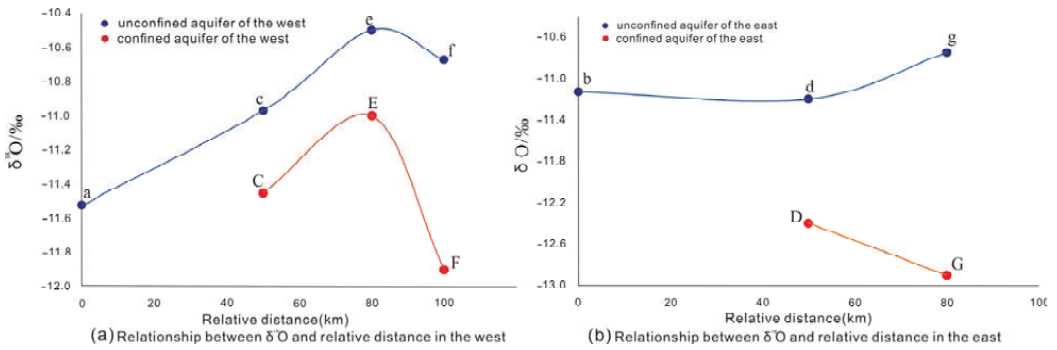 -10.4
-10.6
-10.8
-11.0
-11.2
-11.4
-11.6
-11.8
-12.0
δ¹⁸O/‰
unconfined aquifer of the west
confined aquifer of the west
a
c
e
f
C
E
F
0 20 40 60 80 100
Relative distance(km)
(a) Relationship between δ¹⁸O and relative distance in the west
-10.6
-11.0
-11.4
-11.8
-12.2
-12.6
-13.0
δ O/‰
unconfined aquifer of the east
confined aquifer of the east
b
d
g
D
G
0 20 40 60 80 100
Relative distance(km)
(b) Relationship between δ¹⁸O and relative distance in the east